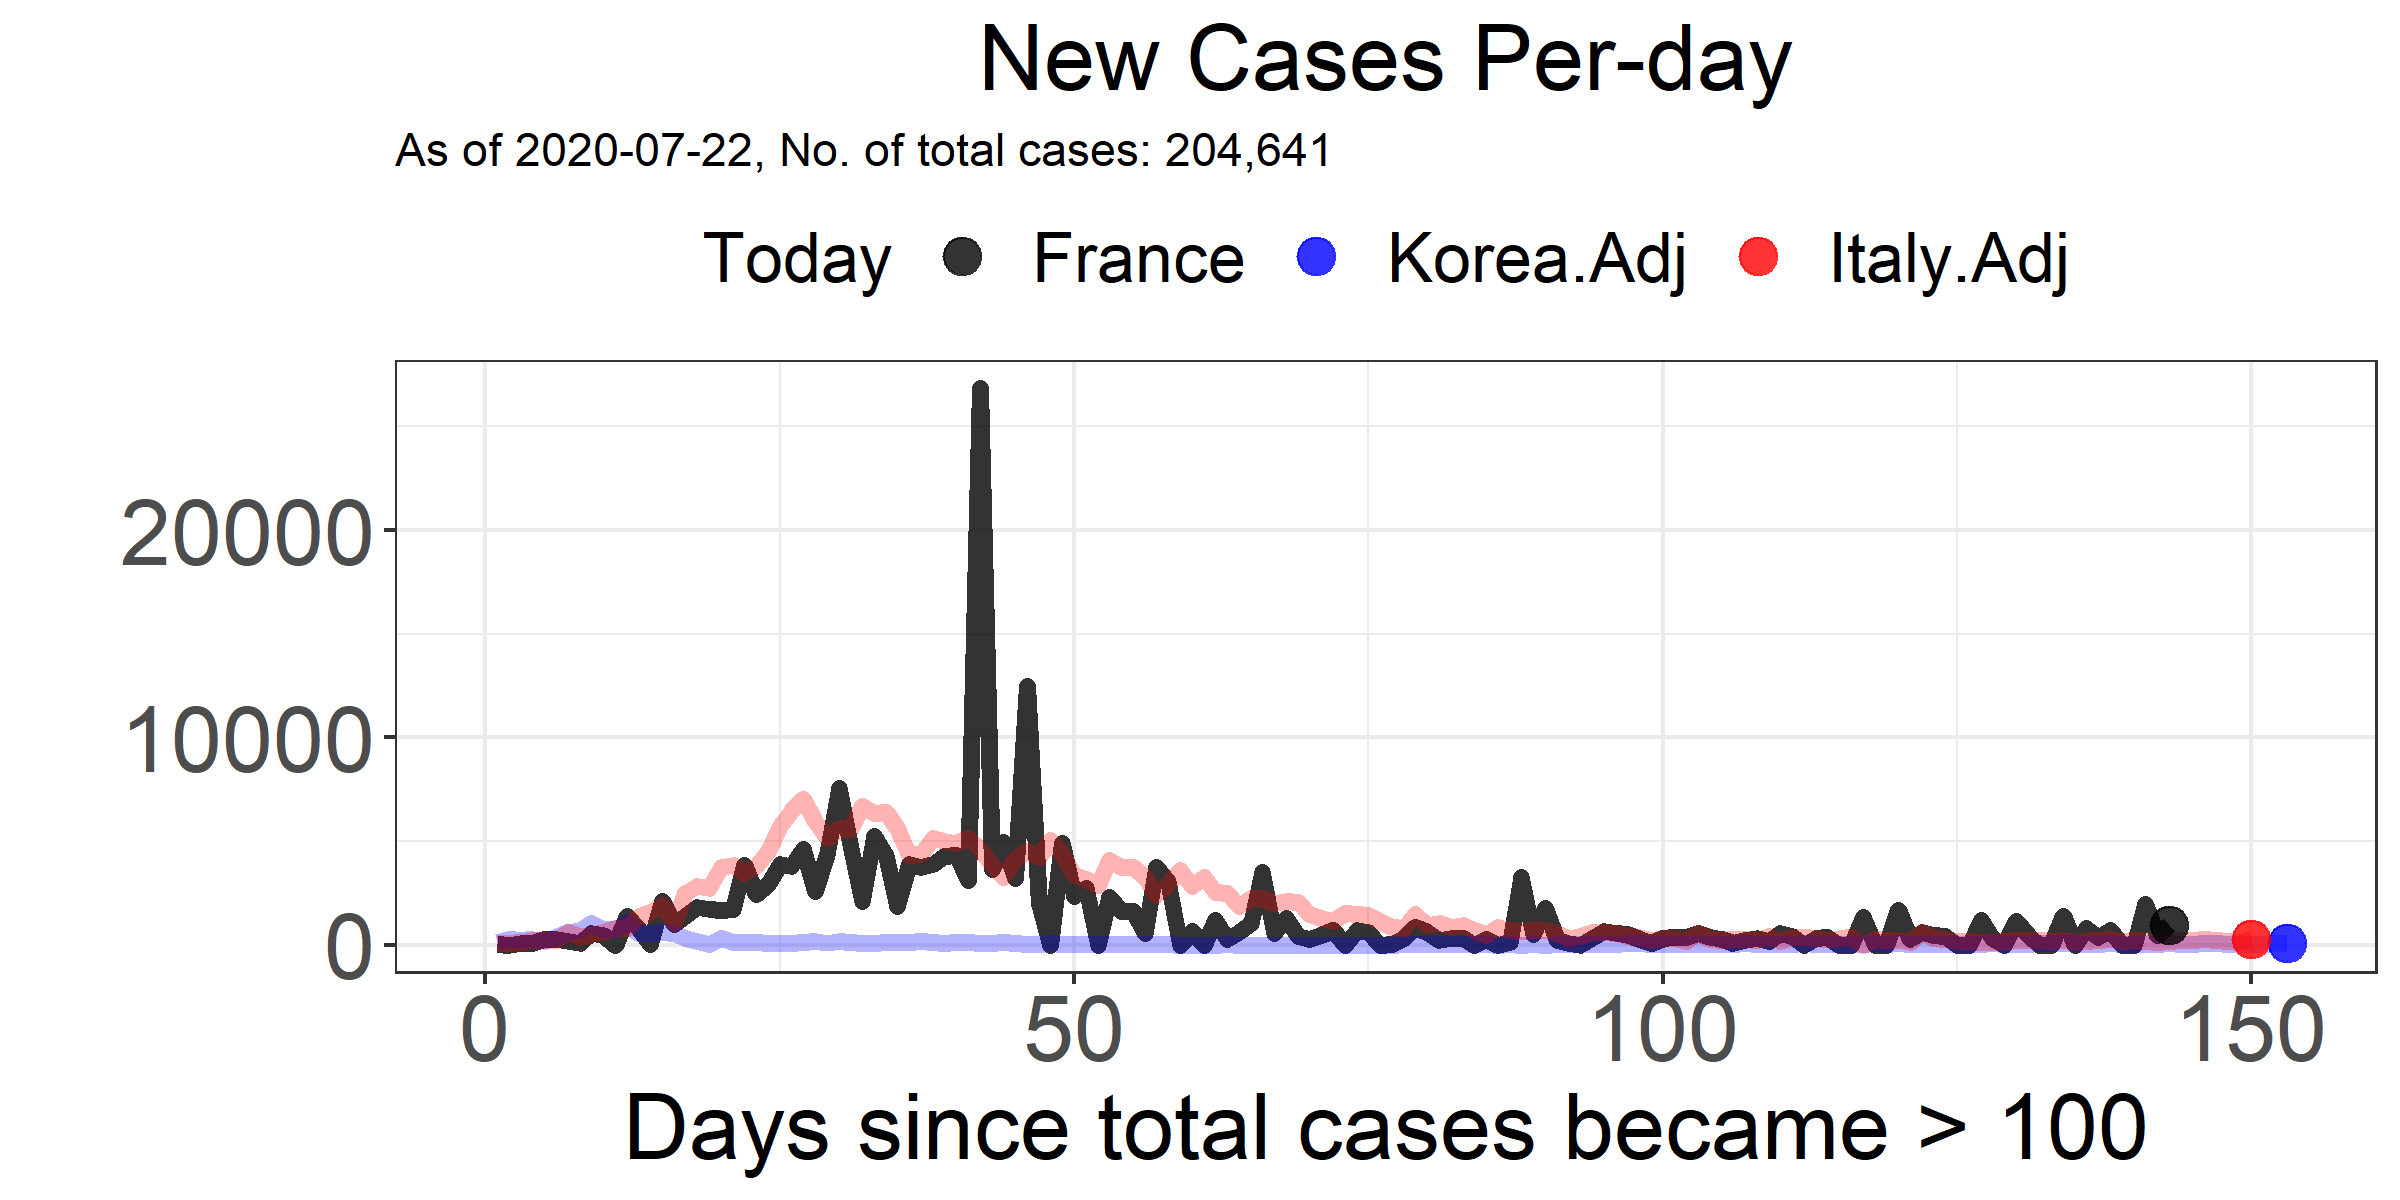 New Cases Per-day
As of 2020-07-22, No. of total cases: 204,641
Today France Korea.Adj Italy.Adj
20000
10000
0
0 50 100 150
Days since total cases became > 100